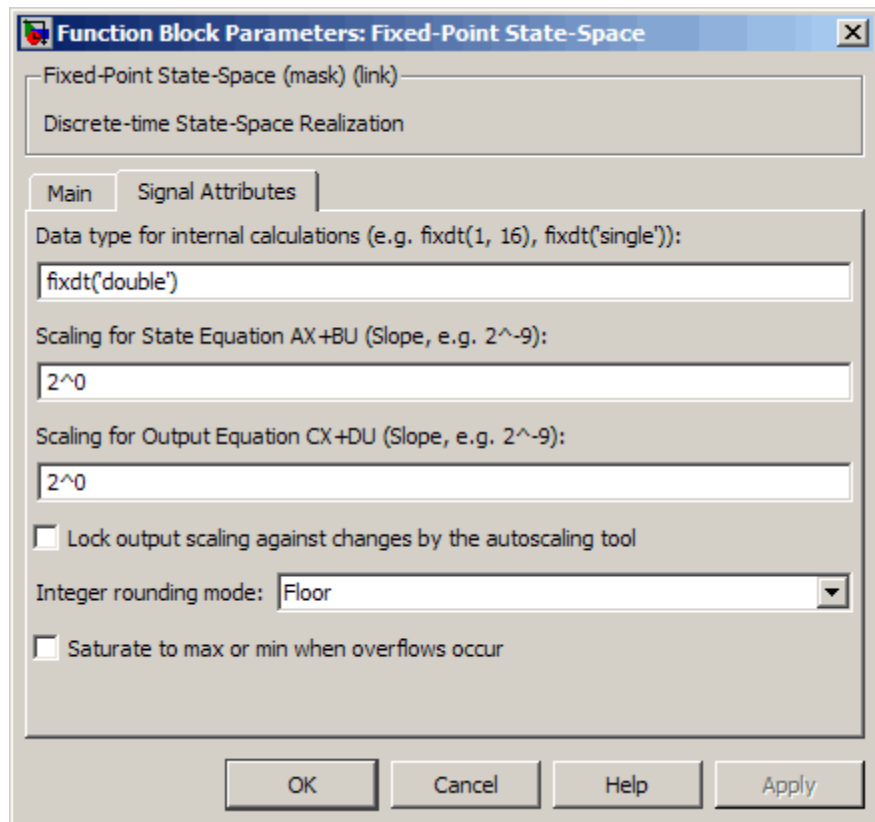 Function Block Parameters: Fixed-Point State-Space
Fixed-Point State-Space (mask) (link)
Discrete-time State-Space Realization
Main Signal Attributes
Data type for internal calculations (e.g. fixdt(1, 16), fixdt('single')):
fixdt('double')
Scaling for State Equation AX+BU (Slope, e.g. 2^-9):
2^0
Scaling for Output Equation CX+DU (Slope, e.g. 2^-9):
2^0
Lock output scaling against changes by the autoscaling tool
Integer rounding mode: Floor
Saturate to max or min when overflows occur
OK Cancel Help Apply